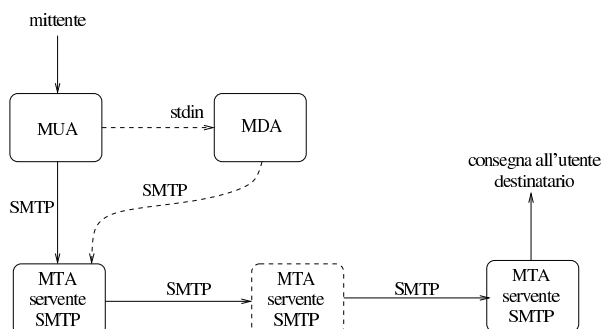 mittente
MUA
stdin
MDA
SMTP
SMTP
consegna all'utente
destinatario
MTA
servente
SMTP
SMTP
MTA
servente
SMTP
SMTP
MTA
servente
SMTP